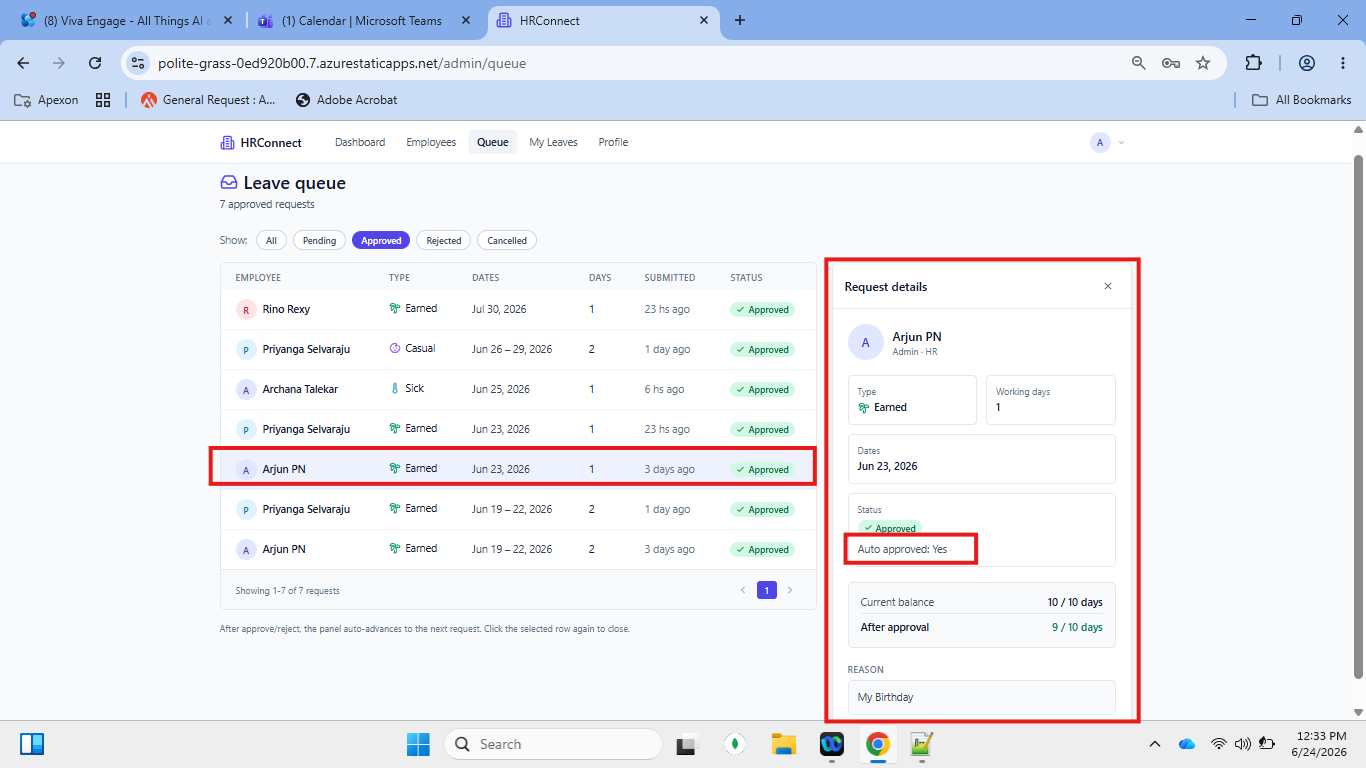 (8) Viva Engage - All Things AI a
(1) Calendar | Microsoft Teams
HRConnect
polite-grass-0ed920b00.7.azurestaticapps.net/admin/queue
Apexon
General Request : A...
Adobe Acrobat
All Bookmarks
HRConnect Dashboard Employees Queue My Leaves Profile A
Leave queue
7 approved requests
Show: All Pending Approved Rejected Cancelled
EMPLOYEE TYPE DATES DAYS SUBMITTED STATUS
R Rino Rexy Earned Jul 30, 2026 1 23 hs ago Approved
P Priyanga Selvaraju Casual Jun 26 – 29, 2026 2 1 day ago Approved
A Archana Talekar Sick Jun 25, 2026 1 6 hs ago Approved
P Priyanga Selvaraju Earned Jun 23, 2026 1 23 hs ago Approved
A Arjun PN Earned Jun 23, 2026 1 3 days ago Approved
P Priyanga Selvaraju Earned Jun 19 – 22, 2026 2 1 day ago Approved
A Arjun PN Earned Jun 19 – 22, 2026 2 3 days ago Approved
Showing 1-7 of 7 requests 1
After approve/reject, the panel auto-advances to the next request. Click the selected row again to close.
Request details
A
Arjun PN
Admin · HR
Type
Earned
Working days
1
Dates
Jun 23, 2026
Status
Approved
Auto approved: Yes
Current balance 10 / 10 days
After approval 9 / 10 days
REASON
My Birthday
Search
12:33 PM
6/24/2026